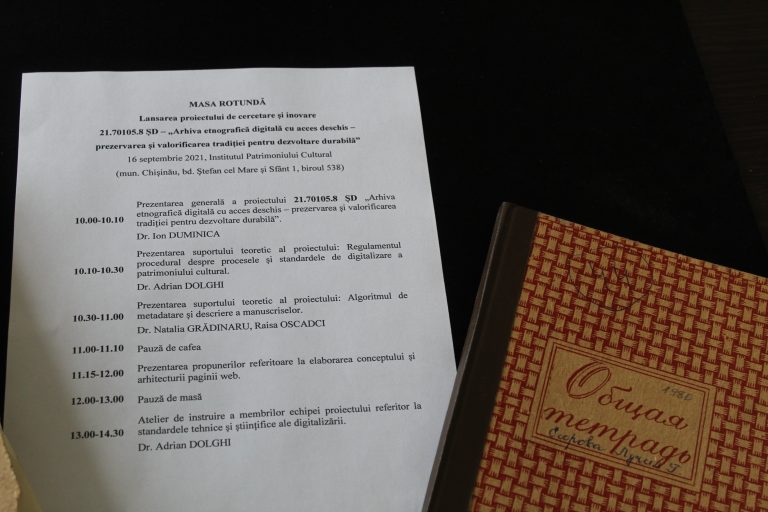 MASA ROTUNDĂ
Lansarea proiectului de cercetare și inovare
21.70105.8 ȘD – „Arhiva etnografică digitală cu acces deschis –
prezervarea și valorificarea tradiției pentru dezvoltare durabilă”
16 septembrie 2021, Institutul Patrimoniului Cultural
(mun. Chișinău, bd. Ștefan cel Mare și Sfânt 1, biroul 538)
10.00-10.10
Prezentarea generală a proiectului 21.70105.8 ȘD „Arhiva
etnografică digitală cu acces deschis – prezervarea și valorificarea
tradiției pentru dezvoltare durabilă”.
Dr. Ion DUMINICA
10.10-10.30
Prezentarea suportului teoretic al proiectului: Regulamentul
procedural despre procesele și standardele de digitalizare a
patrimoniului cultural.
Dr. Adrian DOLGHI
10.30-11.00
Prezentarea suportului teoretic al proiectului: Algoritmul de
metadatare și descriere a manuscriselor.
Dr. Natalia GRĂDINARU, Raisa OSCADCI
11.00-11.10 Pauză de cafea
11.15-12.00
Prezentarea propunerilor referitoare la elaborarea conceptului și
arhitecturii paginii web.
12.00-13.00 Pauză de masă
13.00-14.30
Atelier de instruire a membrilor echipei proiectului referitor la
standardele tehnice și științifice ale digitalizării.
Dr. Adrian DOLGHI
1980
Общая
тетрадь